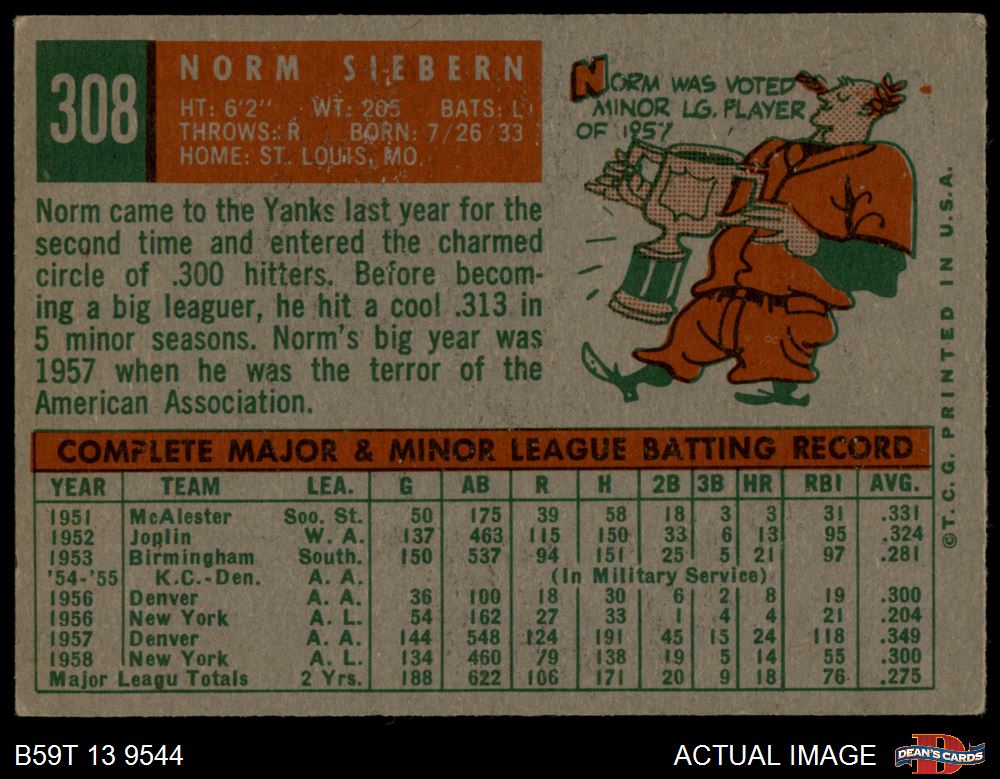 308
NORM SIEBERN
HT: 6'2" WT: 205 BATS: L
THROWS: R BORN: 7/26/33
HOME: ST. LOUIS, MO.
NORM WAS VOTED
MINOR LG. PLAYER
OF 1957
Norm came to the Yanks last year for the
second time and entered the charmed
circle of .300 hitters. Before becom-
ing a big leaguer, he hit a cool .313 in
5 minor seasons. Norm's big year was
1957 when he was the terror of the
American Association.
©T. C. G. PRINTED IN U.S.A.
COMPLETE MAJOR & MINOR LEAGUE BATTING RECORD
YEAR TEAM LEA. G AB R H 2B 3B HR RBI AVG.
1951 McAlester Soo. St. 50 175 39 58 18 3 3 31 .331
1952 Joplin W. A. 137 463 115 150 33 6 13 95 .324
1953 Birmingham South. 150 537 94 151 25 5 21 97 .281
'54-'55 K.C.-Den. A. A. (In Military Service)
1956 Denver A. A. 36 100 18 30 6 2 8 19 .300
1956 New York A. L. 54 162 27 33 1 4 4 21 .204
1957 Denver A. A. 144 548 124 191 45 15 24 118 .349
1958 New York A. L. 134 460 79 138 19 5 14 55 .300
Major Leagu Totals 2 Yrs. 188 622 106 171 20 9 18 76 .275
B59T 13 9544
ACTUAL IMAGE
DEAN'S CARDS